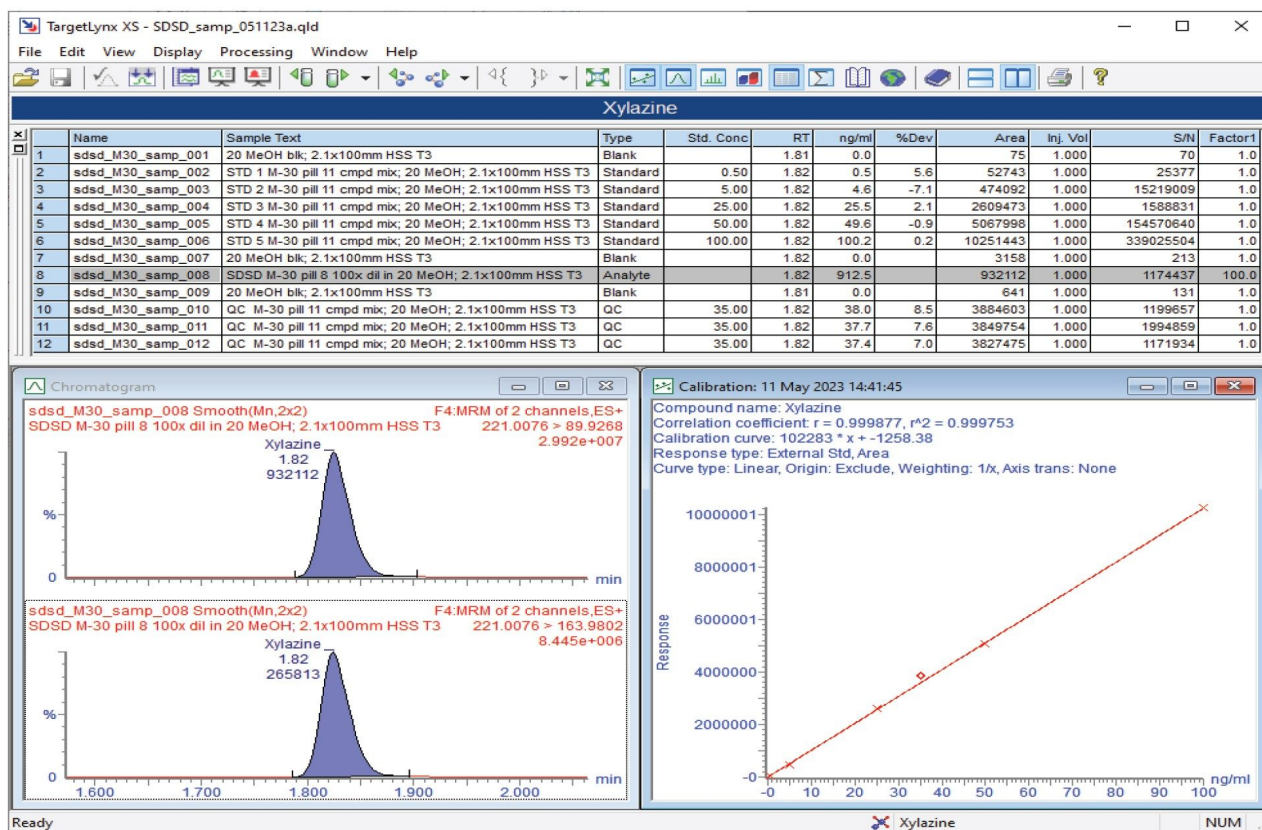 TargetLynx XS - SDSD_samp_051123a.qld
File Edit View Display Processing Window Help
Xylazine
Name Sample Text Type Std. Conc RT ng/ml %Dev Area Inj. Vol S/N Factor1
1 sdsd_M30_samp_001 20 MeOH blk; 2.1x100mm HSS T3 Blank 1.81 0.0 75 1.000 70 1.0
2 sdsd_M30_samp_002 STD 1 M-30 pill 11 cmpd mix; 20 MeOH; 2.1x100mm HSS T3 Standard 0.50 1.82 0.5 5.6 52743 1.000 25377 1.0
3 sdsd_M30_samp_003 STD 2 M-30 pill 11 cmpd mix; 20 MeOH; 2.1x100mm HSS T3 Standard 5.00 1.82 4.6 -7.1 474092 1.000 15219009 1.0
4 sdsd_M30_samp_004 STD 3 M-30 pill 11 cmpd mix; 20 MeOH; 2.1x100mm HSS T3 Standard 25.00 1.82 25.5 2.1 2609473 1.000 1588831 1.0
5 sdsd_M30_samp_005 STD 4 M-30 pill 11 cmpd mix; 20 MeOH; 2.1x100mm HSS T3 Standard 50.00 1.82 49.6 -0.9 5067998 1.000 154570640 1.0
6 sdsd_M30_samp_006 STD 5 M-30 pill 11 cmpd mix; 20 MeOH; 2.1x100mm HSS T3 Standard 100.00 1.82 100.2 0.2 10251443 1.000 339025504 1.0
7 sdsd_M30_samp_007 20 MeOH blk; 2.1x100mm HSS T3 Blank 1.82 0.0 3158 1.000 213 1.0
8 sdsd_M30_samp_008 SDSD M-30 pill 8 100x dil in 20 MeOH; 2.1x100mm HSS T3 Analyte 1.82 912.5 932112 1.000 1174437 100.0
9 sdsd_M30_samp_009 20 MeOH blk; 2.1x100mm HSS T3 Blank 1.81 0.0 641 1.000 131 1.0
10 sdsd_M30_samp_010 QC M-30 pill 11 cmpd mix; 20 MeOH; 2.1x100mm HSS T3 QC 35.00 1.82 38.0 8.5 3884603 1.000 1199657 1.0
11 sdsd_M30_samp_011 QC M-30 pill 11 cmpd mix; 20 MeOH; 2.1x100mm HSS T3 QC 35.00 1.82 37.7 7.6 3849754 1.000 1994859 1.0
12 sdsd_M30_samp_012 QC M-30 pill 11 cmpd mix; 20 MeOH; 2.1x100mm HSS T3 QC 35.00 1.82 37.4 7.0 3827475 1.000 1171934 1.0
Chromatogram
sdsd_M30_samp_008 Smooth(Mn,2x2) F4:MRM of 2 channels,ES+
SDSD M-30 pill 8 100x dil in 20 MeOH; 2.1x100mm HSS T3 221.0076 > 89.9268
2.992e+007
Xylazine
1.82
932112
%
0
min
sdsd_M30_samp_008 Smooth(Mn,2x2) F4:MRM of 2 channels,ES+
SDSD M-30 pill 8 100x dil in 20 MeOH; 2.1x100mm HSS T3 221.0076 > 163.9802
8.445e+006
Xylazine
1.82
265813
%
0
min
1.600 1.700 1.800 1.900 2.000
Calibration: 11 May 2023 14:41:45
Compound name: Xylazine
Correlation coefficient: r = 0.999877, r^2 = 0.999753
Calibration curve: 102283 * x + -1258.38
Response type: External Std, Area
Curve type: Linear, Origin: Exclude, Weighting: 1/x, Axis trans: None
Response
10000001
8000001
6000001
4000000
2000000
-0
ng/ml
-0 10 20 30 40 50 60 70 80 90 100
Ready Xylazine NUM